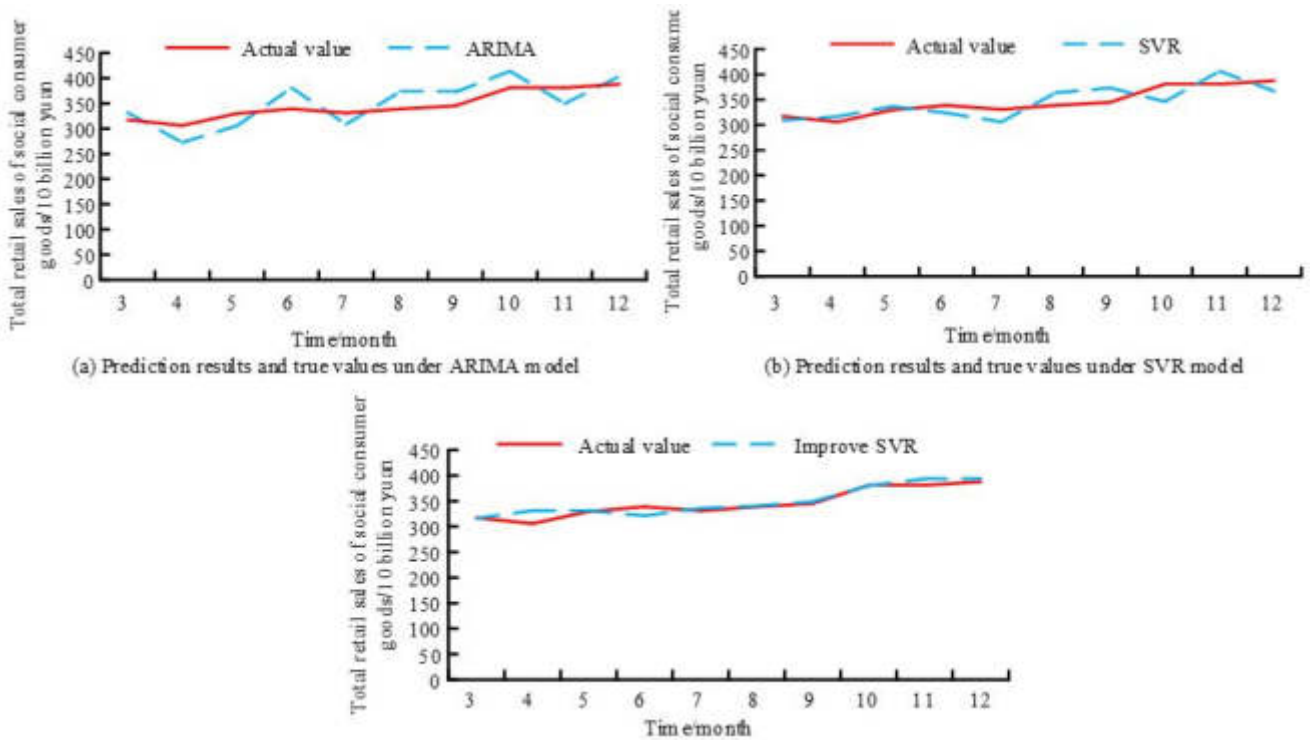 Actual value
ARIMA
Total retail sales of social consumer
goods/10 billion yuan
450
400
350
300
250
200
150
100
50
0
3 4 5 6 7 8 9 10 11 12
Time/month
(a) Prediction results and true values under ARIMA model
Actual value
SVR
Total retail sales of social consume
goods/10 billion yuan
450
400
350
300
250
200
150
100
50
0
3 4 5 6 7 8 9 10 11 12
Time/month
(b) Prediction results and true values under SVR model
Actual value
Improve SVR
Total retail sales of social consumer
goods/10 billion yuan
450
400
350
300
250
200
150
100
50
0
3 4 5 6 7 8 9 10 11 12
Time/month